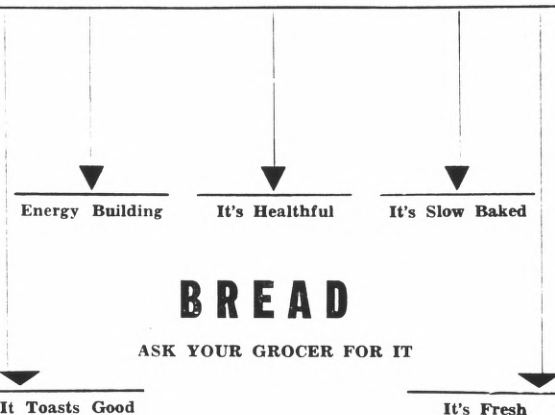 Energy Building It's Healthful It's Slow Baked
BREAD
ASK YOUR GROCER FOR IT
It Toasts Good It's Fresh